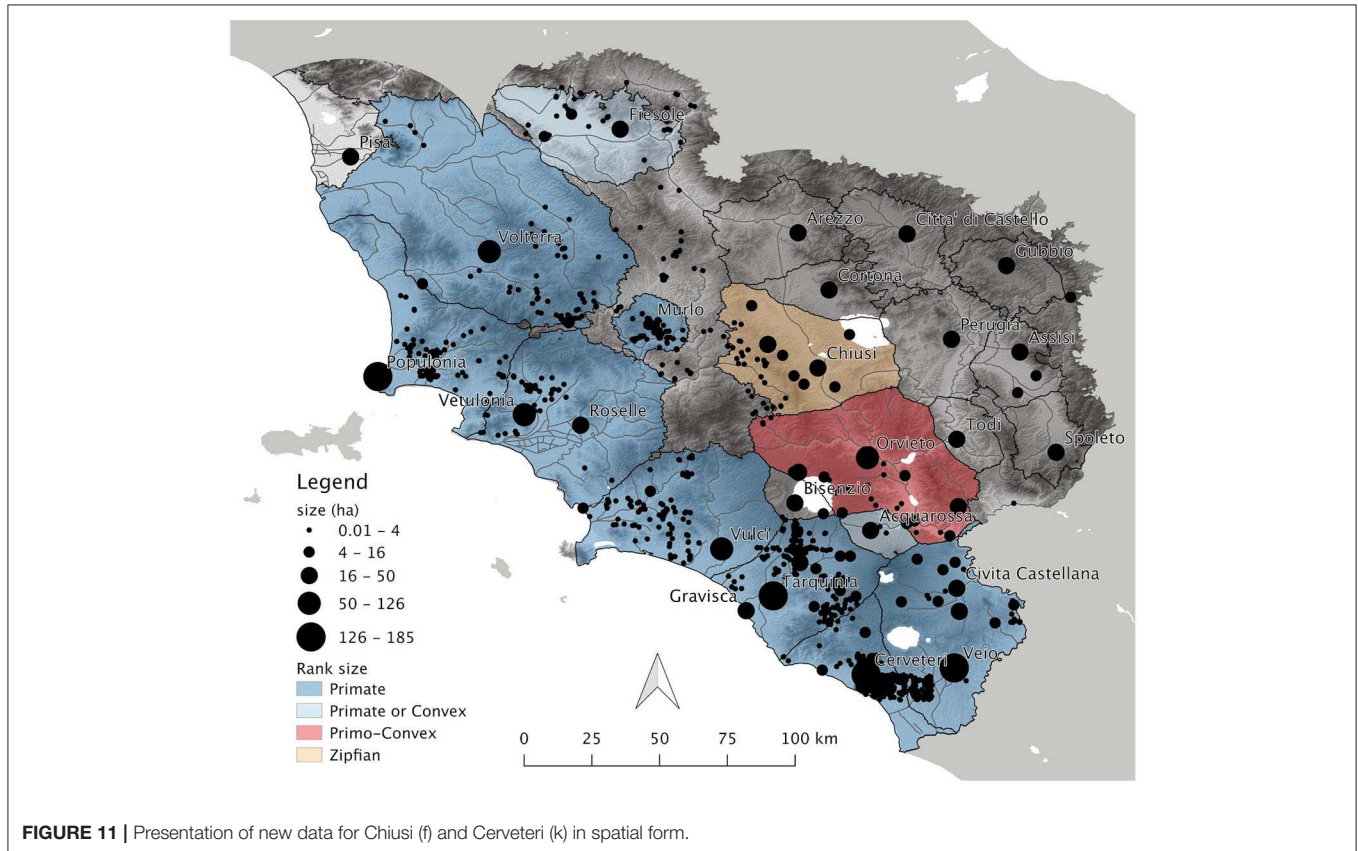 Pisa
Fiesole
Volterra
Arezzo
Citta' di Castello
Gubbio
Cortona
Murlo
Perugia
Assisi
Chiusi
Populonia
Vetulonia
Roselle
Todi
Spoleto
Orvieto
Bisenzio
Acquarossa
Vulci
Tarquinia
Gravisca
Civita Castellana
Cerveteri
Veio
Legend
size (ha)
0.01 – 4
4 – 16
16 – 50
50 – 126
126 – 185
Rank size
Primate
Primate or Convex
Primo-Convex
Zipfian
0 25 50 75 100 km
FIGURE 11 | Presentation of new data for Chiusi (f) and Cerveteri (k) in spatial form.